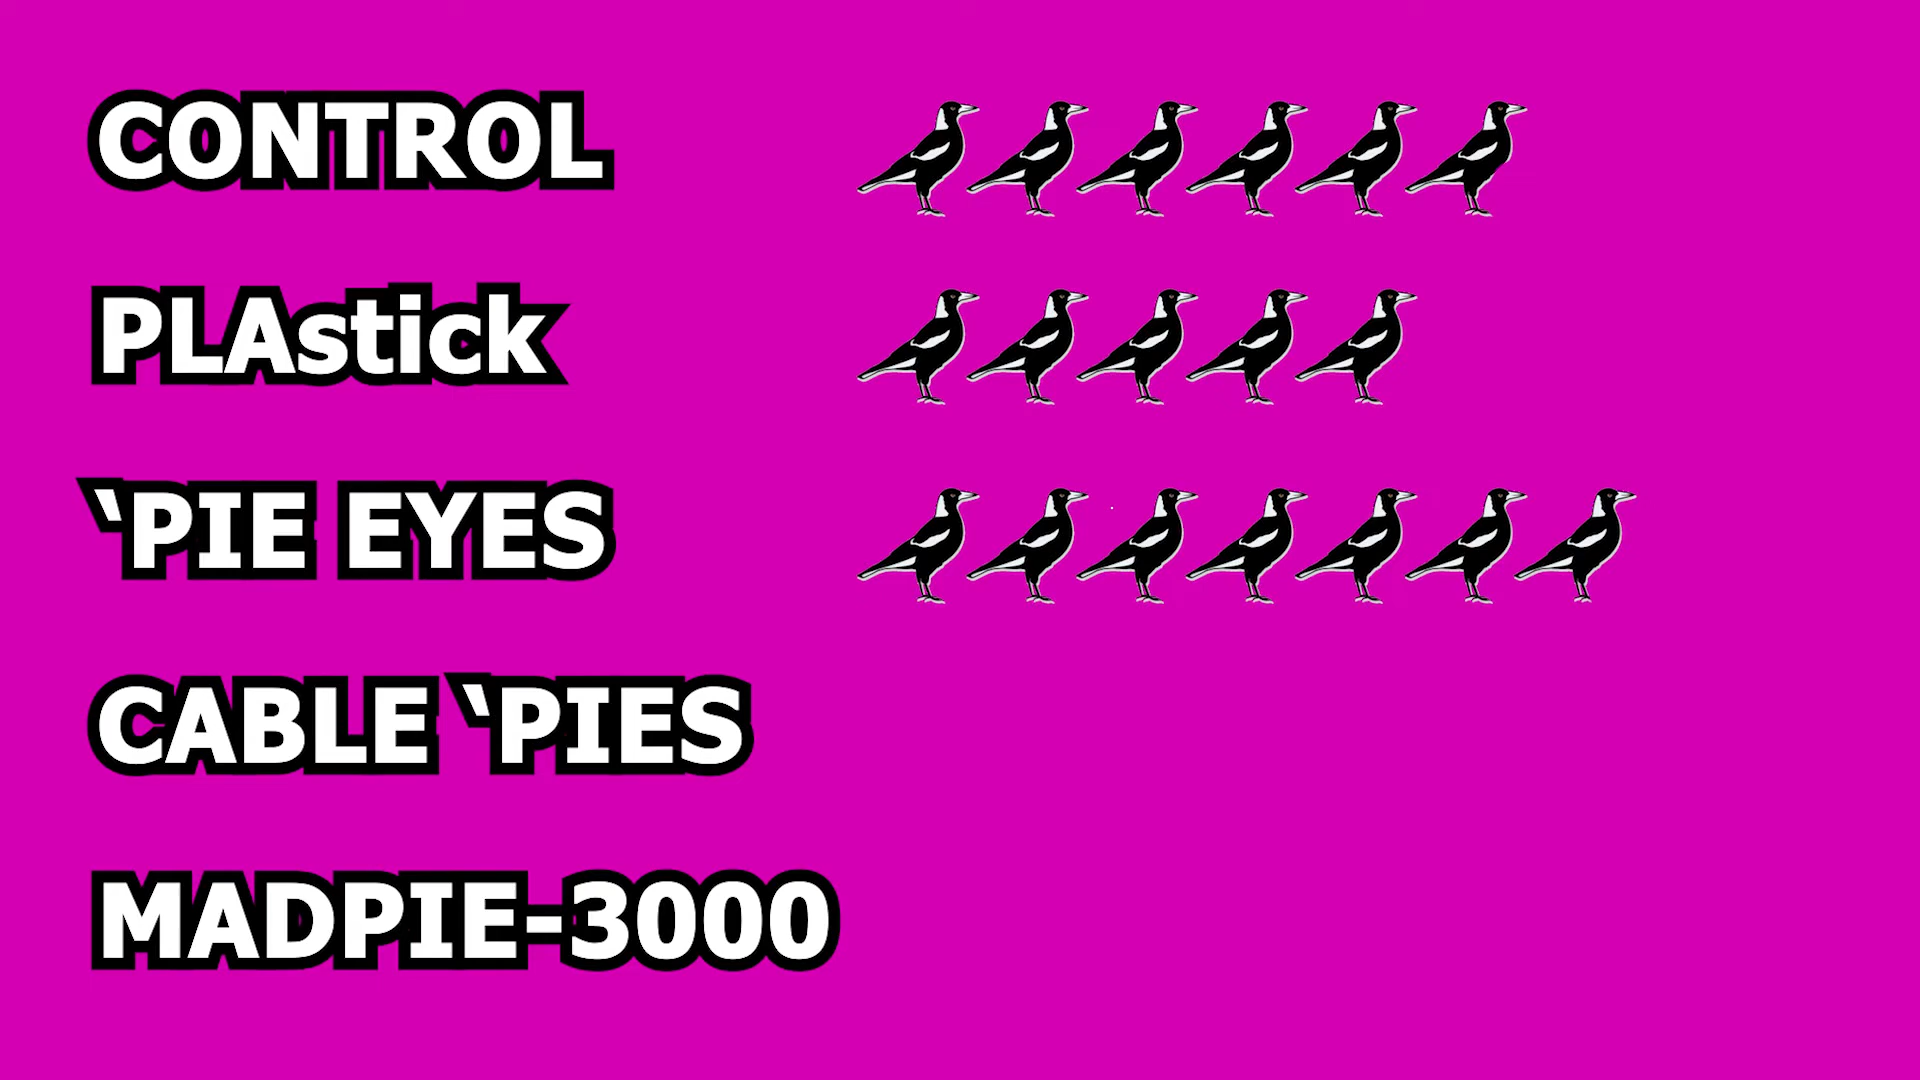 CONTROL
PLAstick
‛PIE EYES
CABLE ‛PIES
MADPIE-3000